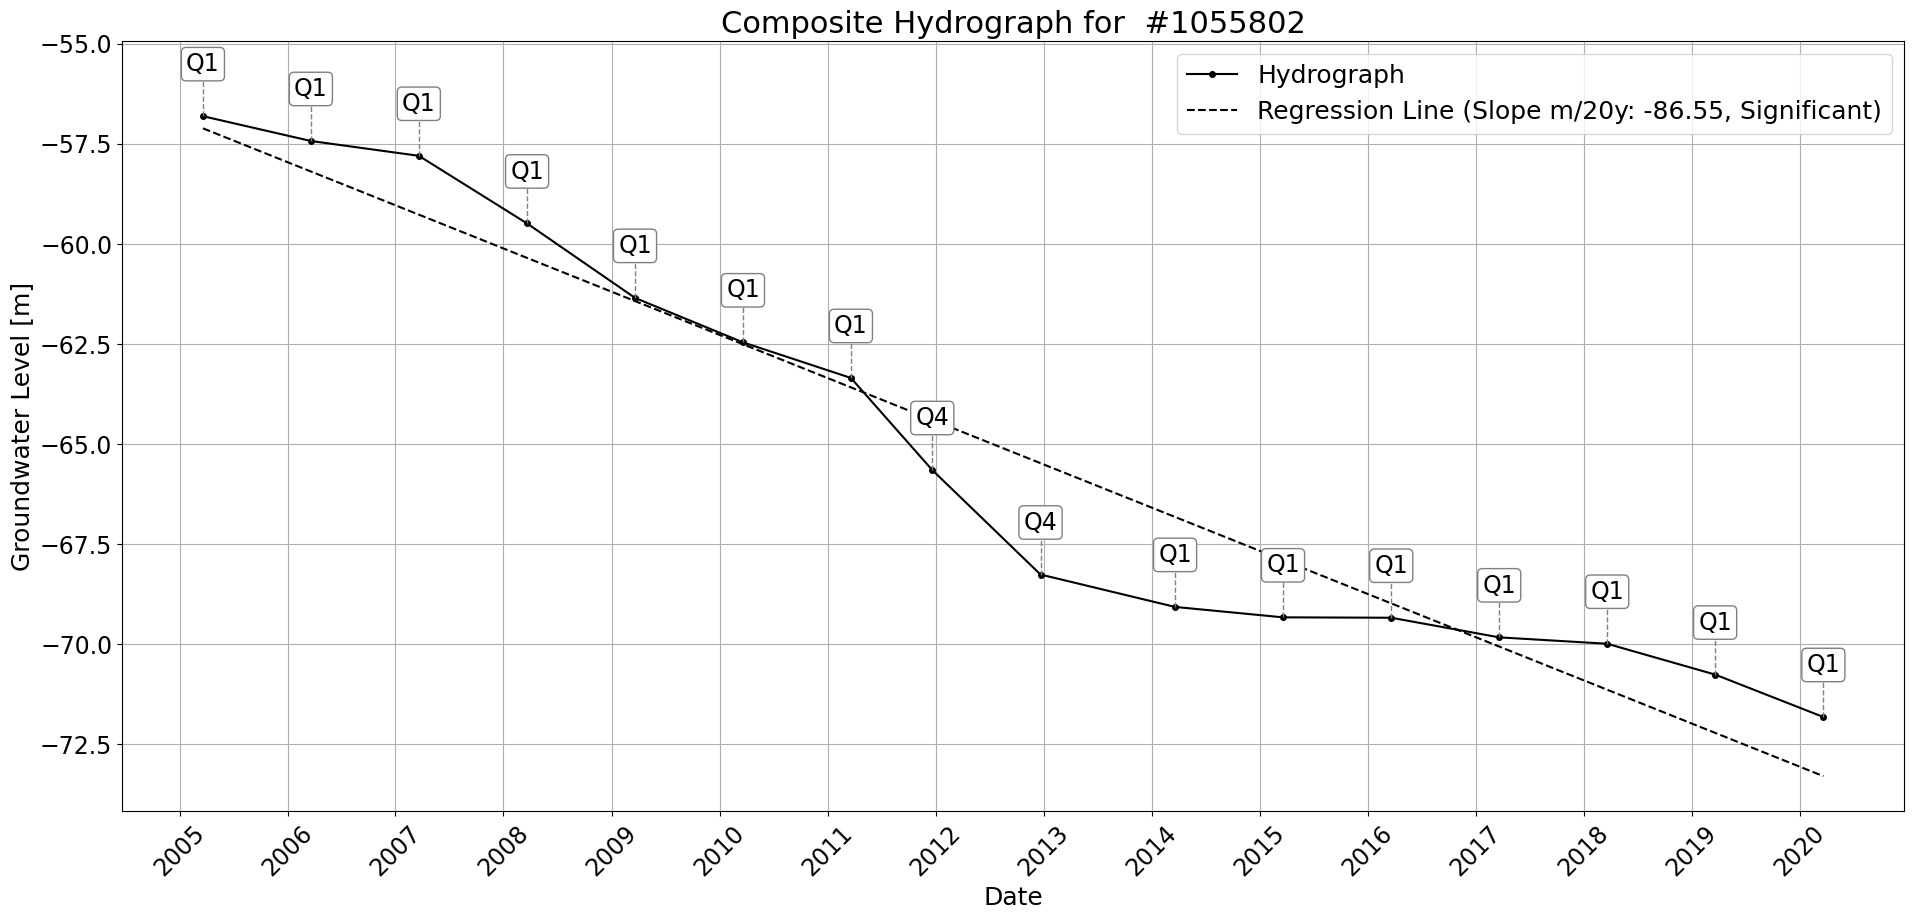 Composite Hydrograph for  #1055802
Hydrograph
Regression Line (Slope m/20y: -86.55, Significant)
Groundwater Level [m]
−55.0
−57.5
−60.0
−62.5
−65.0
−67.5
−70.0
−72.5
Q1
Q1
Q1
Q1
Q1
Q1
Q1
Q4
Q4
Q1
Q1
Q1
Q1
Q1
Q1
Q1
2005
2006
2007
2008
2009
2010
2011
2012
2013
2014
2015
2016
2017
2018
2019
2020
Date